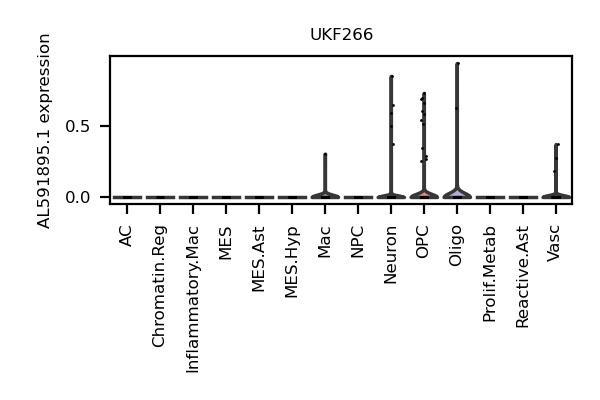 UKF266
AL591895.1 expression
0.5
0.0
AC
Chromatin.Reg
Inflammatory.Mac
MES
MES.Ast
MES.Hyp
Mac
NPC
Neuron
OPC
Oligo
Prolif.Metab
Reactive.Ast
Vasc